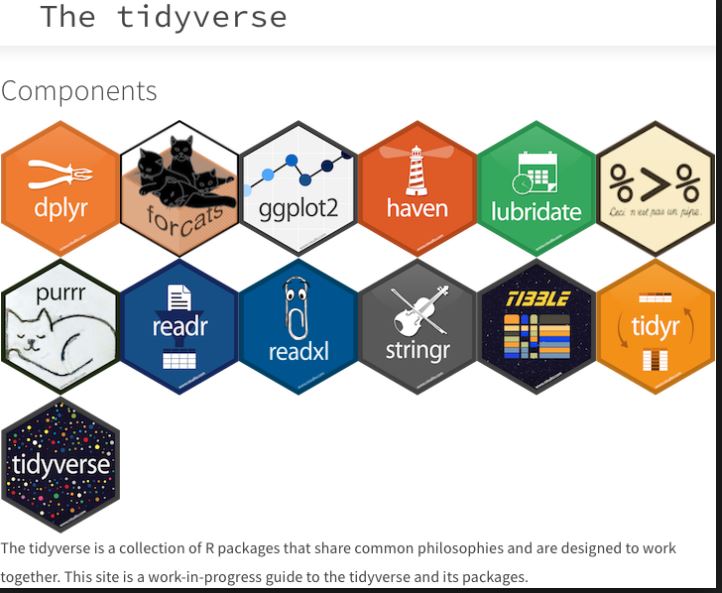 The tidyverse
Components
dplyr
forcats
ggplot2
haven
lubridate
%>%
Ceci n'est pas un pipe.
purrr
readr
readxl
stringr
TIBBLE
tidyr
tidyverse
The tidyverse is a collection of R packages that share common philosophies and are designed to work
together. This site is a work-in-progress guide to the tidyverse and its packages.